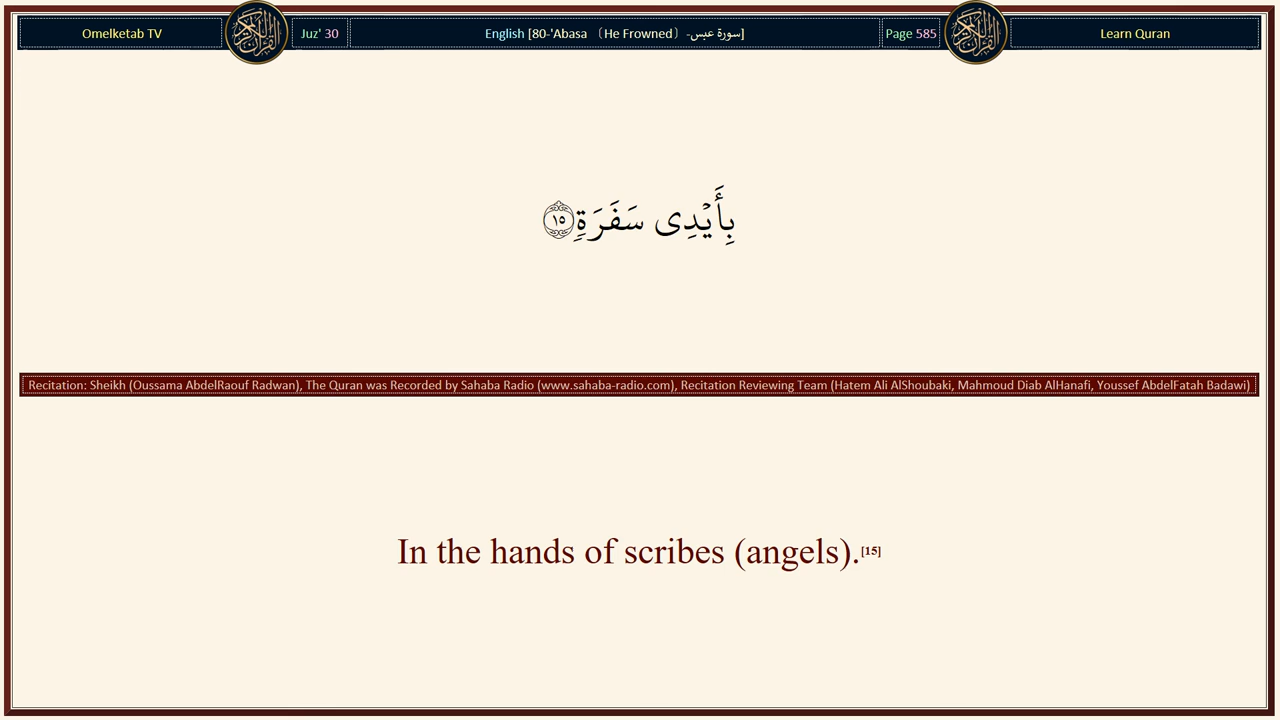 Omelketab TV
Juz' 30
English [80-'Abasa （He Frowned） -سورة عبس]
Page 585
Learn Quran
بِأَيۡدِى سَفَرَةٍۢ ١٥
Recitation: Sheikh (Oussama AbdelRaouf Radwan), The Quran was Recorded by Sahaba Radio (www.sahaba-radio.com), Recitation Reviewing Team (Hatem Ali AlShoubaki, Mahmoud Diab AlHanafi, Youssef AbdelFatah Badawi)
In the hands of scribes (angels).[15]